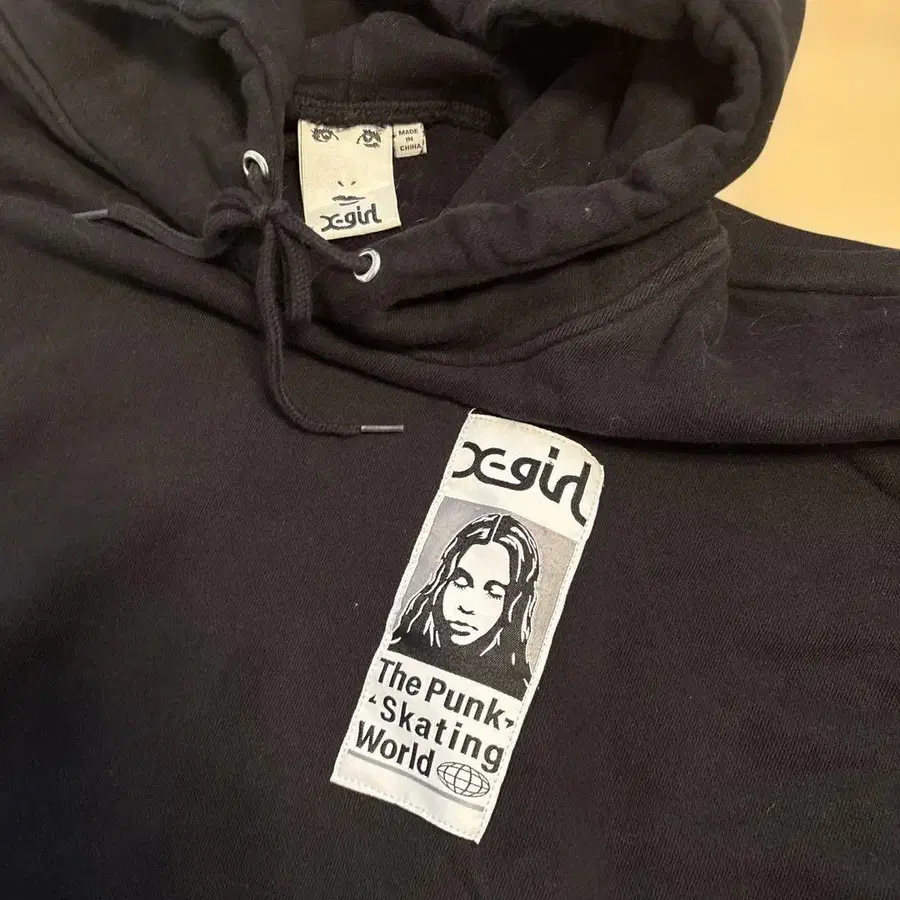 X-girl
MADE
IN
CHINA
X-girl
The Punk
Skating
World